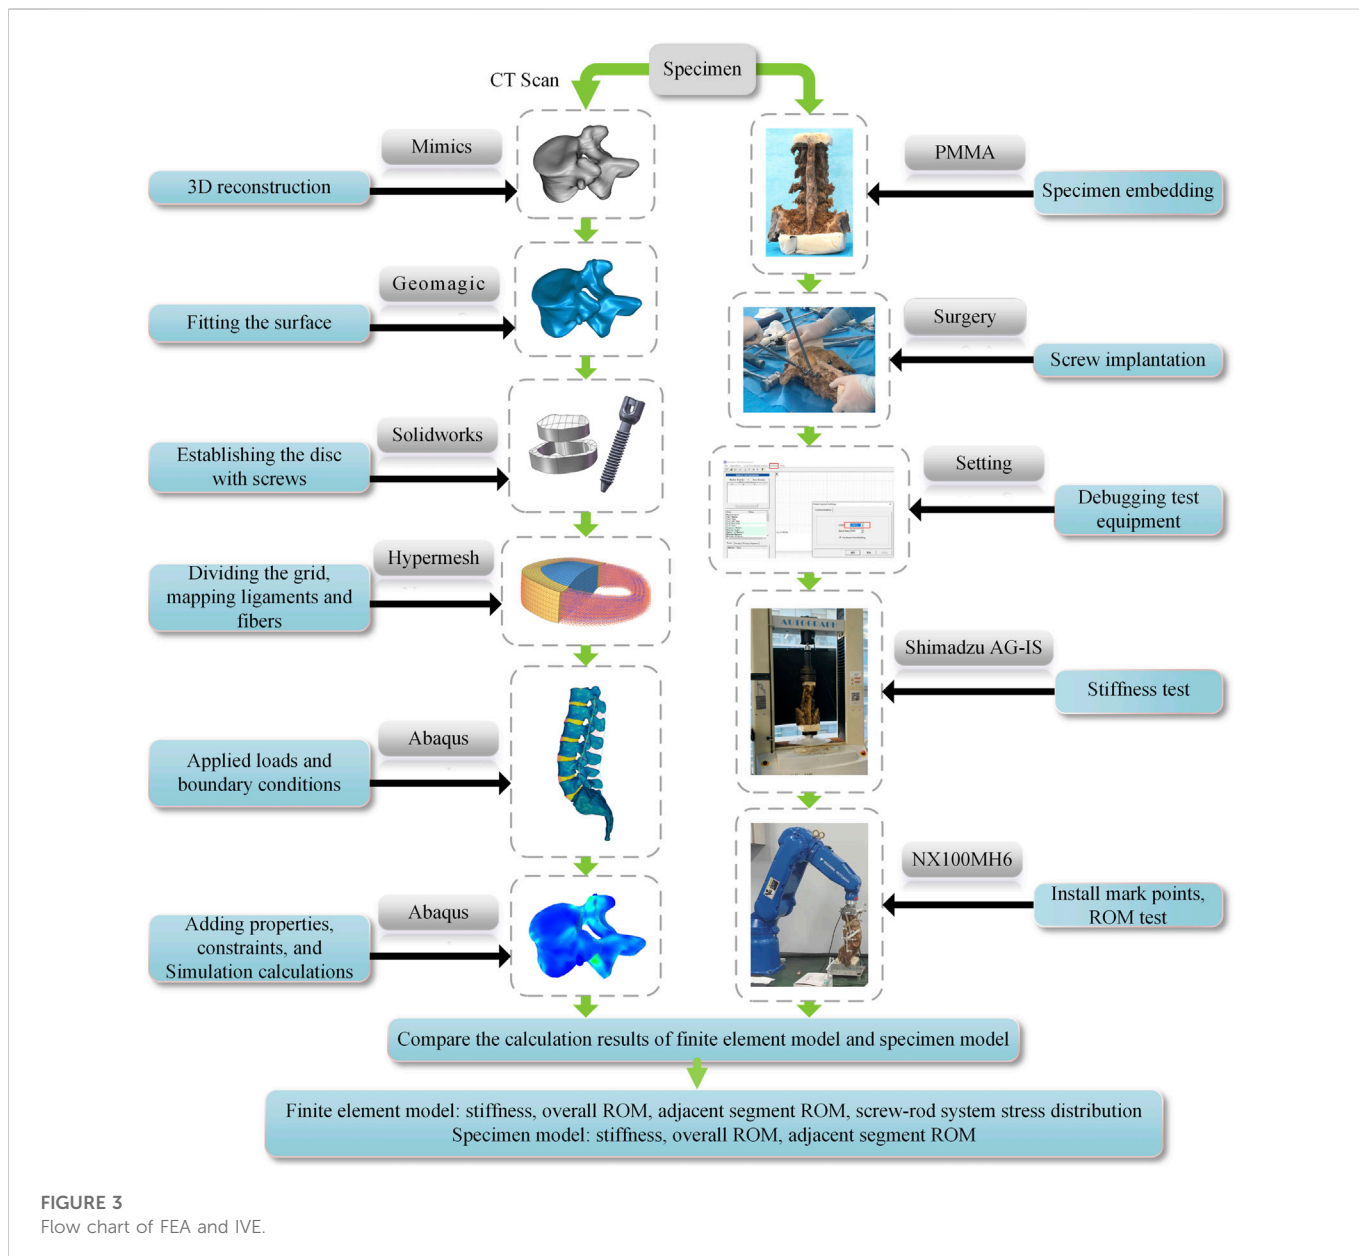 Specimen
CT Scan
Mimics
3D reconstruction
Geomagic
Fitting the surface
Solidworks
Establishing the disc
with screws
Hypermesh
Dividing the grid,
mapping ligaments and
fibers
Abaqus
Applied loads and
boundary conditions
Abaqus
Adding properties,
constraints, and
Simulation calculations
PMMA
Specimen embedding
Surgery
Screw implantation
Setting
Debugging test
equipment
AUTOGRAPH
Shimadzu AG-IS
Stiffness test
NX100MH6
Install mark points,
ROM test
Compare the calculation results of finite element model and specimen model
Finite element model: stiffness, overall ROM, adjacent segment ROM, screw-rod system stress distribution
Specimen model: stiffness, overall ROM, adjacent segment ROM
FIGURE 3
Flow chart of FEA and IVE.